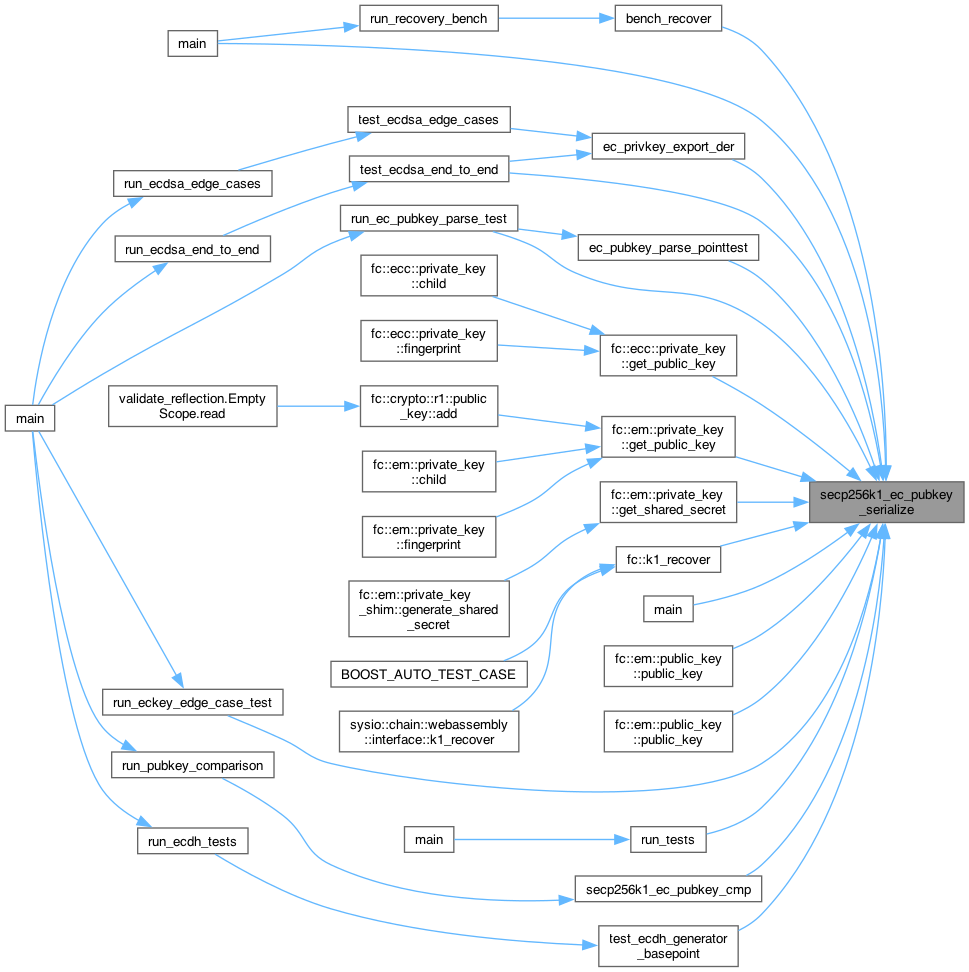 run_recovery_bench
bench_recover
main
test_ecdsa_edge_cases
ec_privkey_export_der
test_ecdsa_end_to_end
run_ecdsa_edge_cases
run_ec_pubkey_parse_test
run_ecdsa_end_to_end
ec_pubkey_parse_pointtest
fc::ecc::private_key
::child
fc::ecc::private_key
::fingerprint
fc::ecc::private_key
::get_public_key
validate_reflection.Empty
Scope.read
fc::crypto::r1::public
_key::add
main
fc::em::private_key
::get_public_key
fc::em::private_key
::child
secp256k1_ec_pubkey
_serialize
fc::em::private_key
::get_shared_secret
fc::em::private_key
::fingerprint
fc::k1_recover
fc::em::private_key
_shim::generate_shared
_secret
main
fc::em::public_key
::public_key
BOOST_AUTO_TEST_CASE
run_eckey_edge_case_test
sysio::chain::webassembly
::interface::k1_recover
fc::em::public_key
::public_key
run_pubkey_comparison
run_ecdh_tests
main
run_tests
secp256k1_ec_pubkey_cmp
test_ecdh_generator
_basepoint